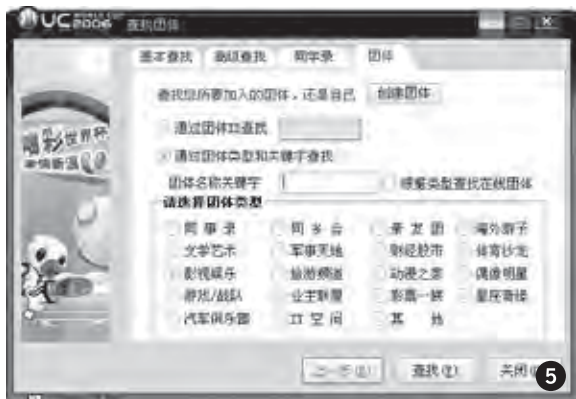 UC 2006 查找团体
基本查找 高级查找 同学录 团体
查找您所要加入的团体，还是自己 创建团体
通过团体ID查找
通过团体类型和关键字查找
团体名称关键字 根据类型查找在线团体
请选择团体类型
同事录 同乡会 亲友团 海外游子
文学艺术 军事天地 财经股市 体育沙龙
影视娱乐 旅游频道 动漫之家 偶像明星
游戏/战队 业主联盟 彩票一族 星座奇缘
汽车俱乐部 IT空间 其他
世界杯
上一步 查找 关闭
5